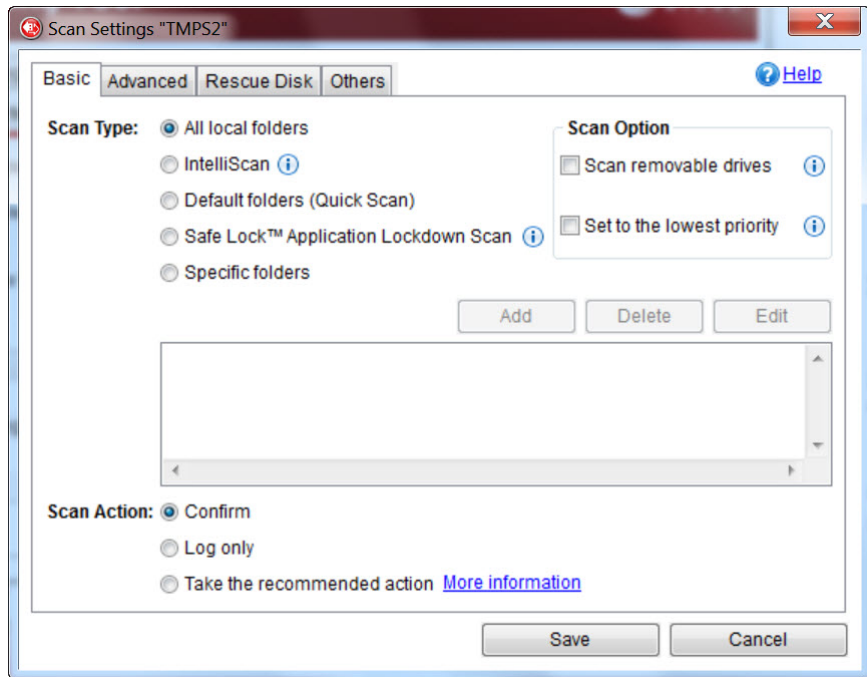 Scan Settings "TMPS2"
Basic Advanced Rescue Disk Others Help
Scan Type: All local folders
IntelliScan
Default folders (Quick Scan)
Safe Lock™ Application Lockdown Scan
Specific folders
Scan Option
Scan removable drives
Set to the lowest priority
Add Delete Edit
Scan Action: Confirm
Log only
Take the recommended action More information
Save Cancel